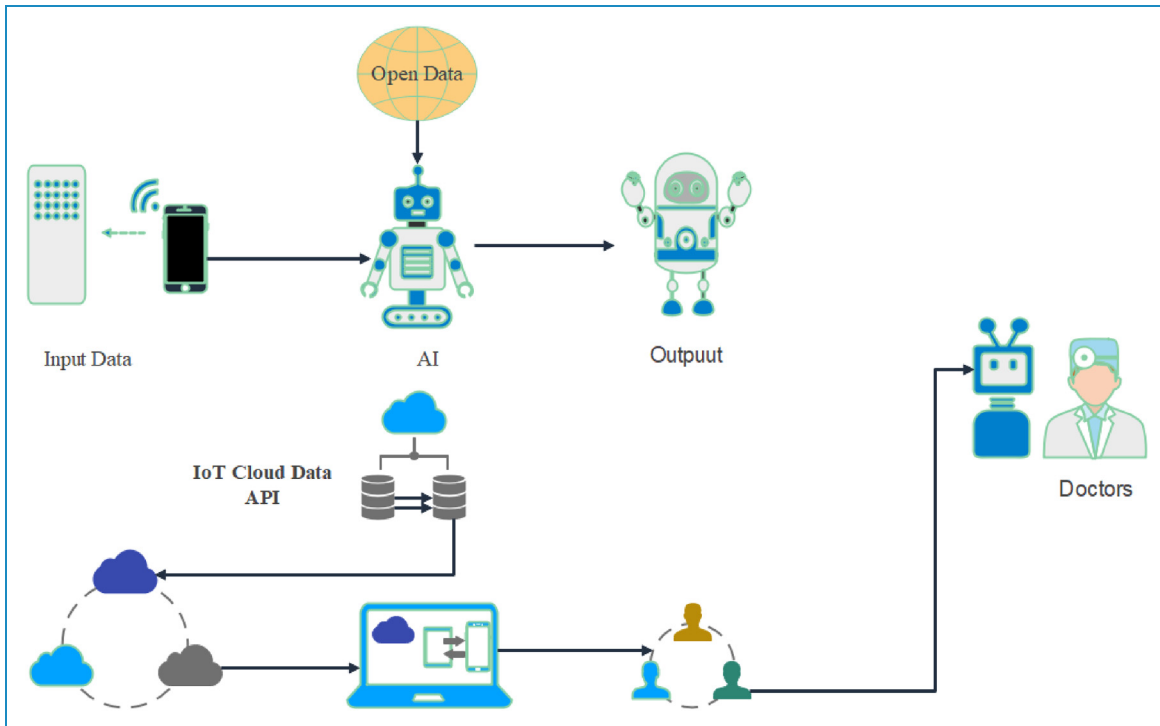 Open Data
Input Data
AI
Outpuut
IoT Cloud Data
API
Doctors